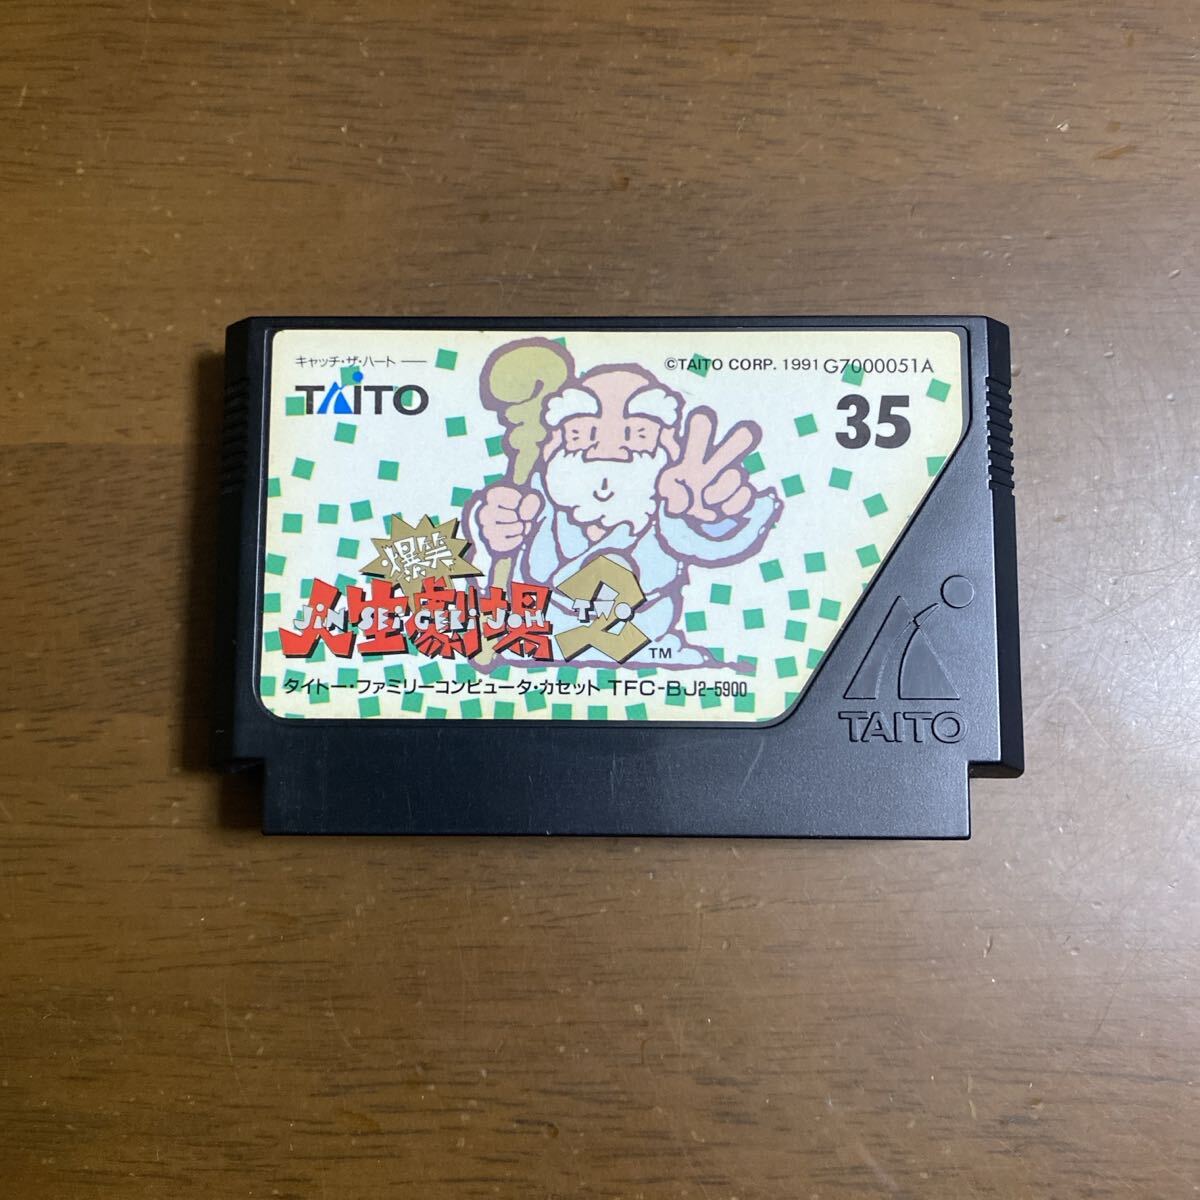 キャッチ・ザ・ハート
TAITO
©TAITO CORP. 1991 G7000051A
35
爆笑
人生劇場2
JINSEI GEKIJOH TWO
TM
タイトー・ファミリーコンピュータ・カセット TFC-BJ2-5900
TAITO